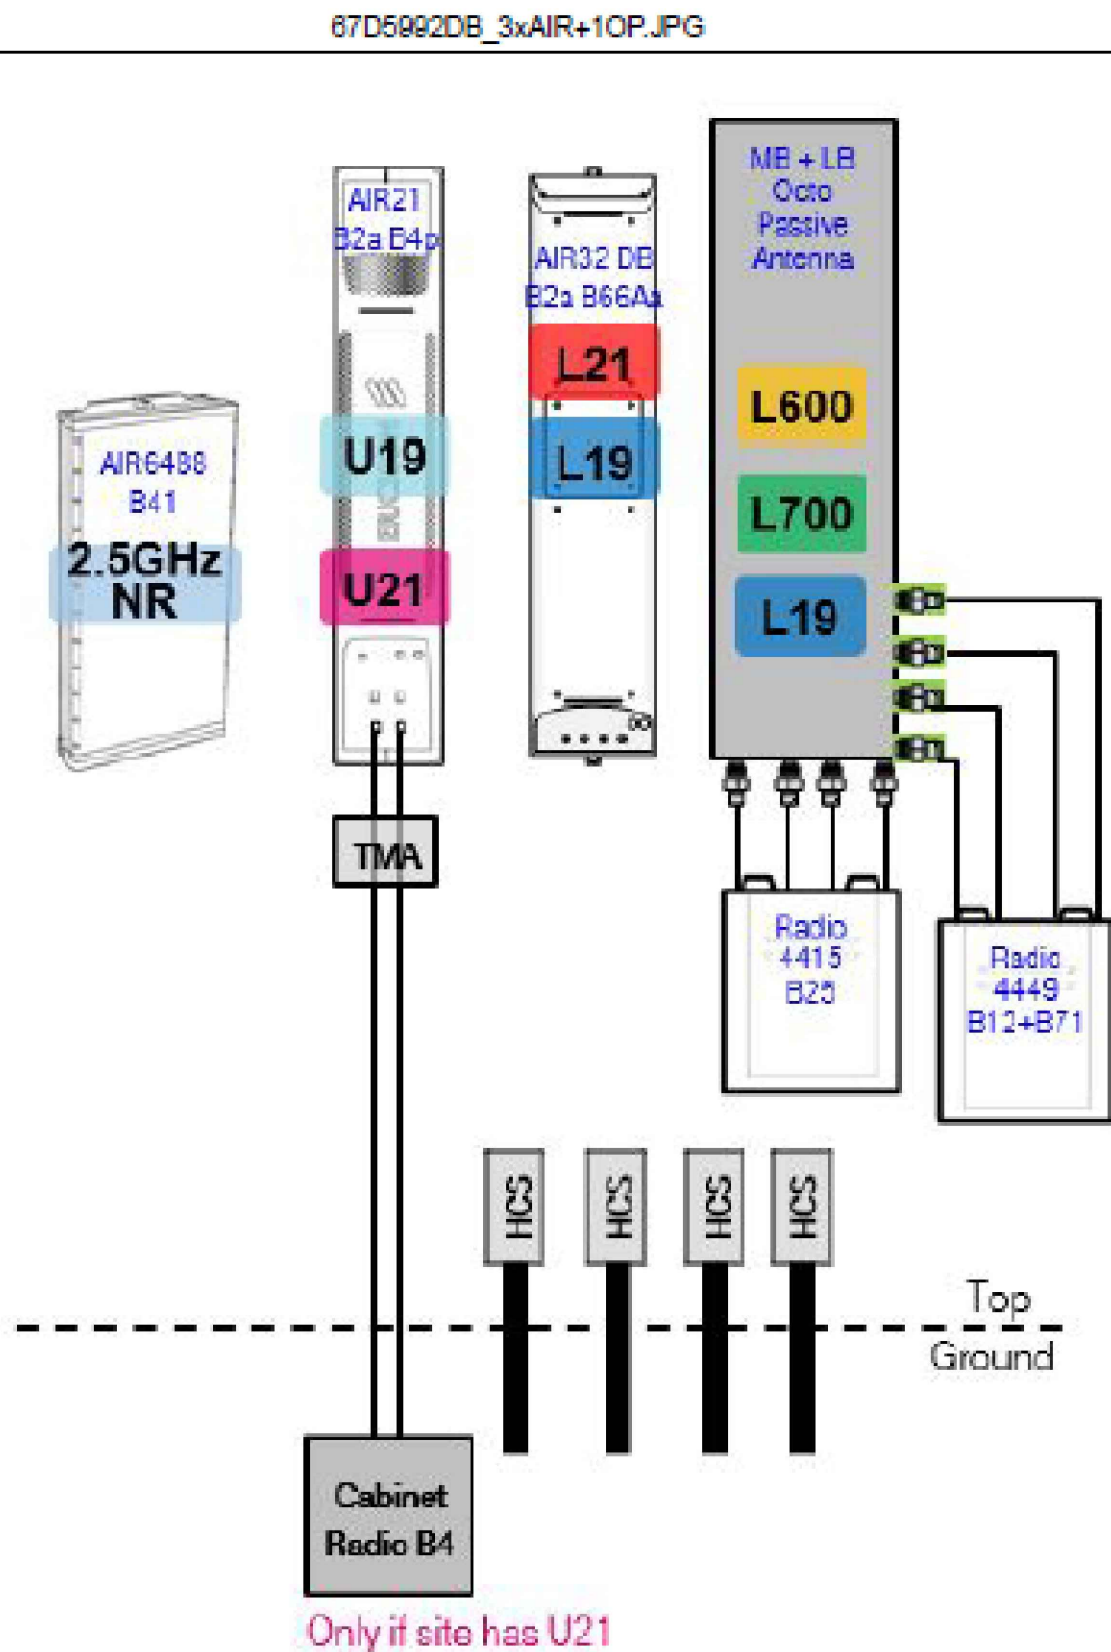 67D5992DB_3xAIR+1OP.JPG
AIR6488
B41
2.5GHz
NR
AIR21
B2a B4p
U19
U21
AIR32 DB
B2a B66Aa
L21
L19
MB + LB
Octo
Passive
Antenna
L600
L700
L19
TMA
Radio
4415
B25
Radio
4449
B12+B71
HCS
HCS
HCS
HCS
Top
Ground
Cabinet
Radio B4
Only if site has U21